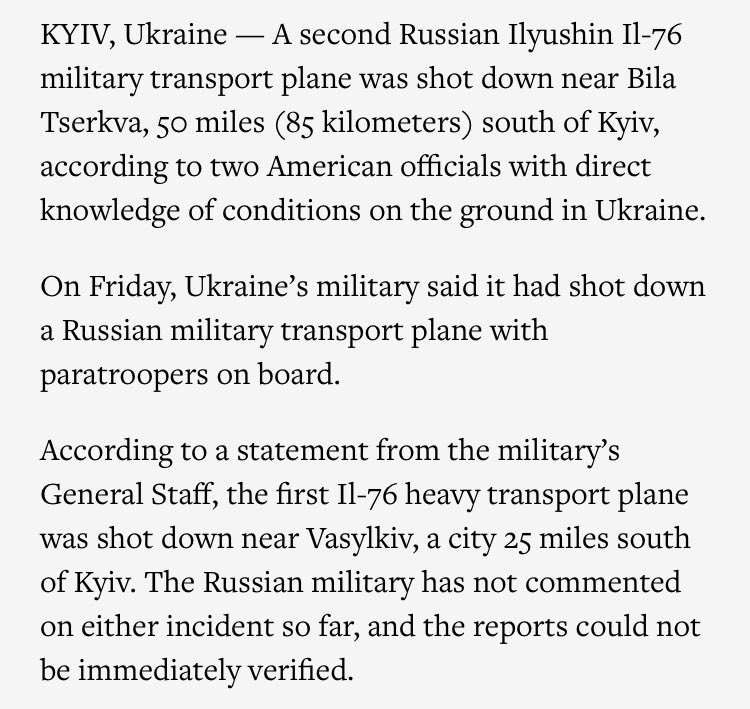 KYIV, Ukraine — A second Russian Ilyushin Il-76
military transport plane was shot down near Bila
Tserkva, 50 miles (85 kilometers) south of Kyiv,
according to two American officials with direct
knowledge of conditions on the ground in Ukraine.
On Friday, Ukraine’s military said it had shot down
a Russian military transport plane with
paratroopers on board.
According to a statement from the military’s
General Staff, the first Il-76 heavy transport plane
was shot down near Vasylkiv, a city 25 miles south
of Kyiv. The Russian military has not commented
on either incident so far, and the reports could not
be immediately verified.